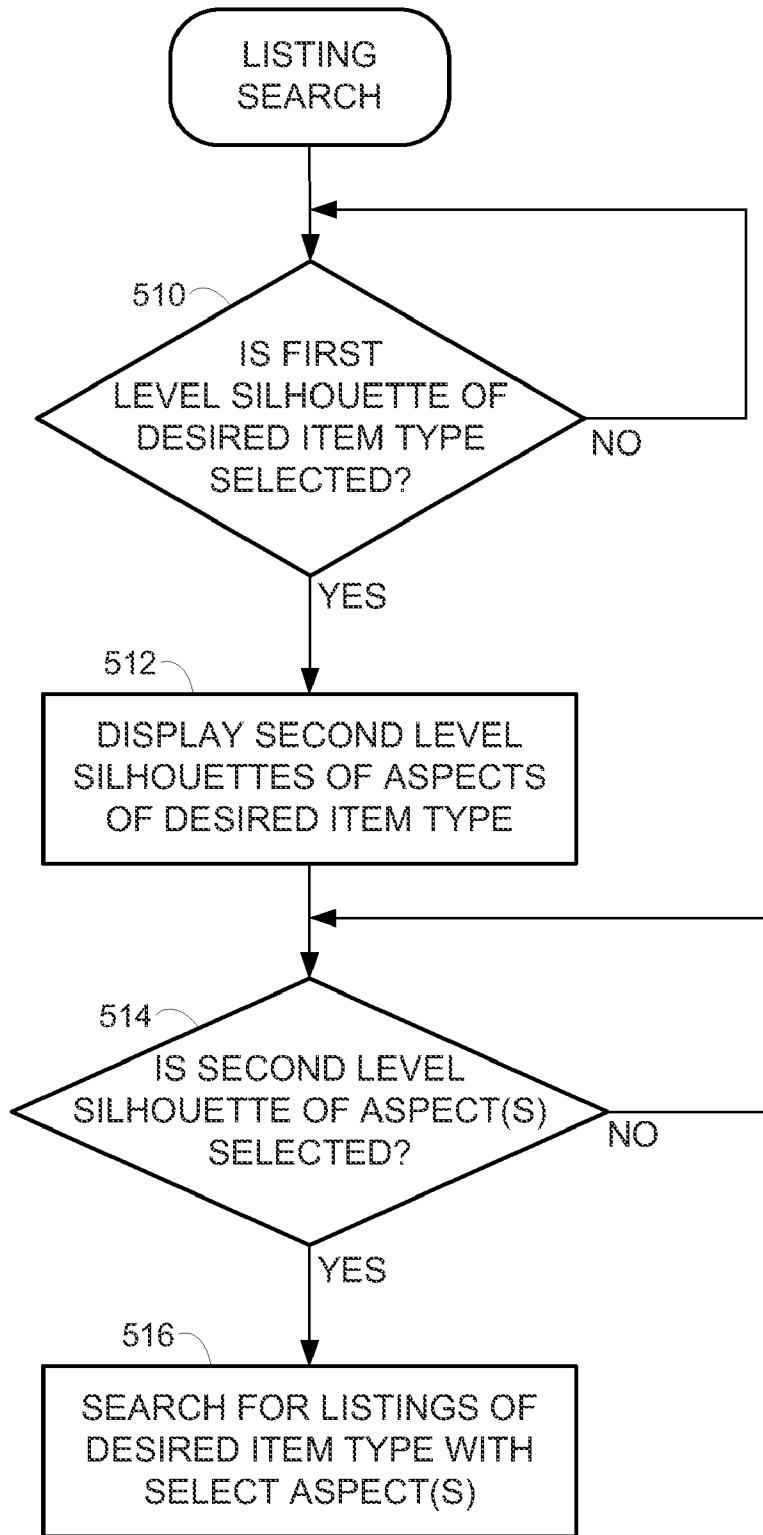 LISTING
SEARCH
510
IS FIRST
LEVEL SILHOUETTE OF
DESIRED ITEM TYPE
SELECTED?
NO
YES
512
DISPLAY SECOND LEVEL
SILHOUETTES OF ASPECTS
OF DESIRED ITEM TYPE
514
IS SECOND LEVEL
SILHOUETTE OF ASPECT(S)
SELECTED?
NO
YES
516
SEARCH FOR LISTINGS OF
DESIRED ITEM TYPE WITH
SELECT ASPECT(S)